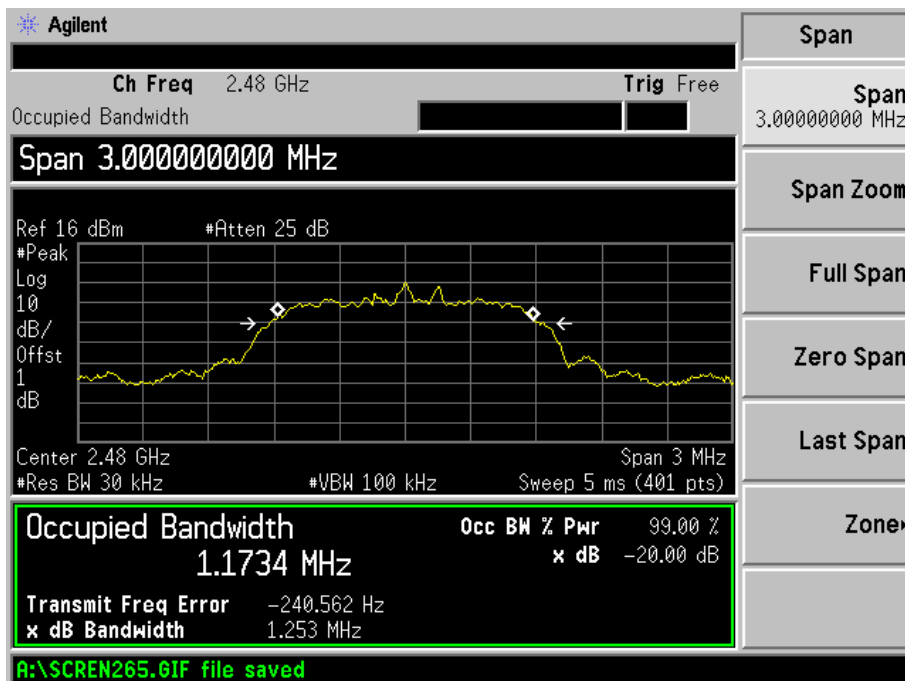 Agilent
Span
Ch Freq 2.48 GHz Trig Free
Occupied Bandwidth
Span
3.00000000 MHz
Span 3.000000000 MHz
Span Zoom
Ref 16 dBm #Atten 25 dB
#Peak
Log
10
dB/
Offst
1
dB
Full Span
Zero Span
Last Span
Center 2.48 GHz Span 3 MHz
#Res BW 30 kHz #VBW 100 kHz Sweep 5 ms (401 pts)
Zone
Occupied Bandwidth
1.1734 MHz
Occ BW % Pwr 99.00 %
x dB -20.00 dB
Transmit Freq Error -240.562 Hz
x dB Bandwidth 1.253 MHz
A:\SCREN265.GIF file saved